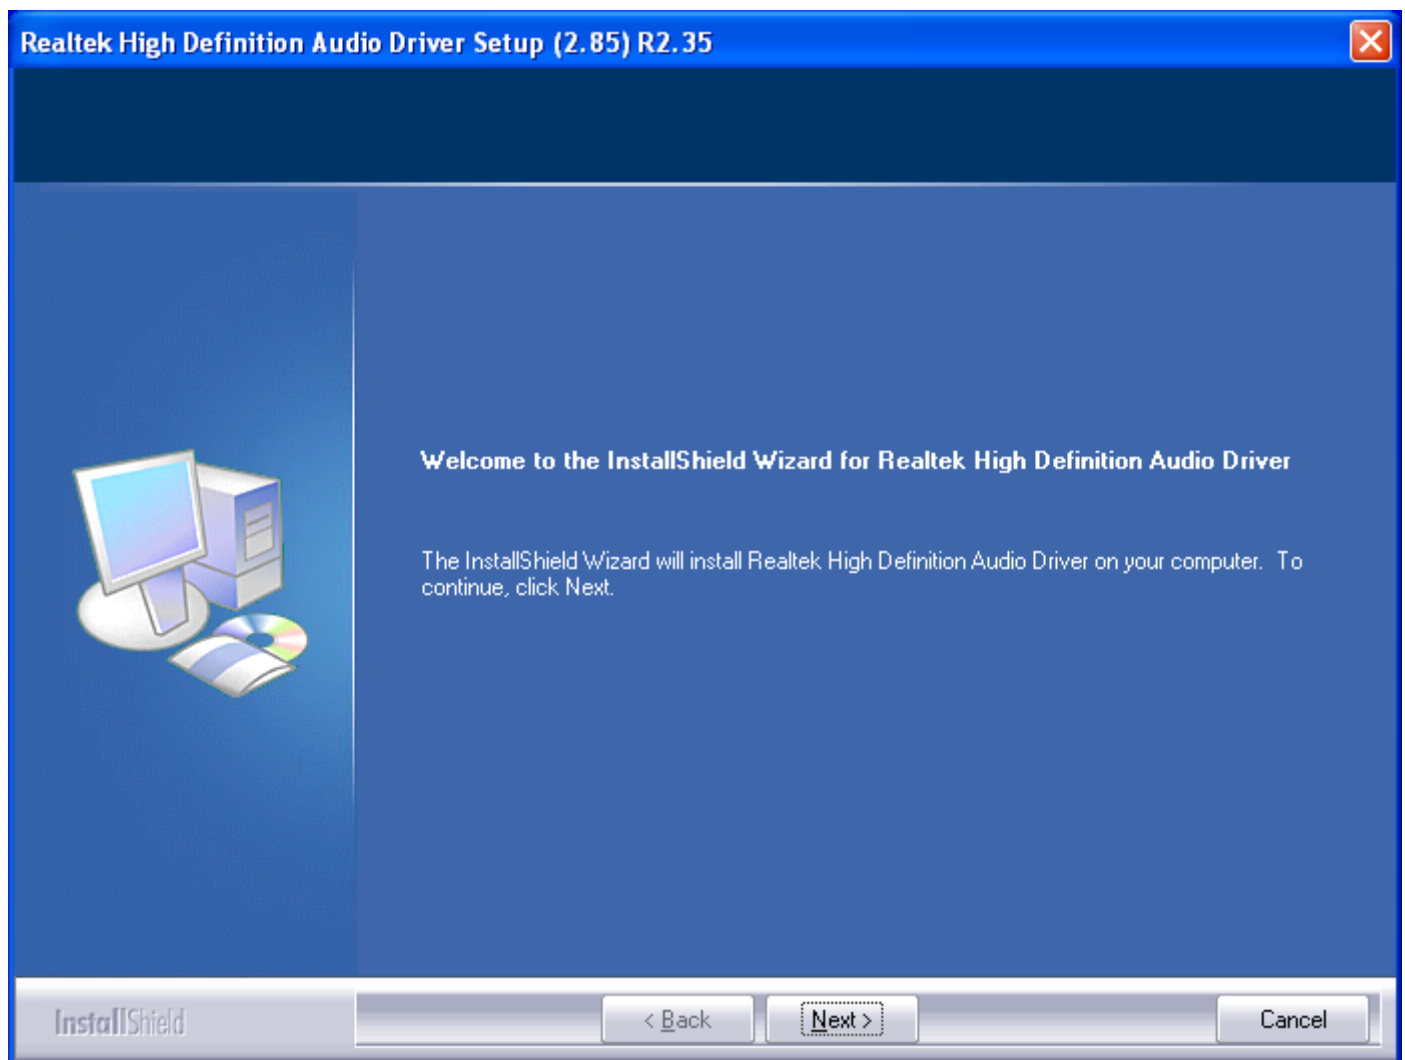 Realtek High Definition Audio Driver Setup (2.85) R2.35
Welcome to the InstallShield Wizard for Realtek High Definition Audio Driver
The InstallShield Wizard will install Realtek High Definition Audio Driver on your computer. To
continue, click Next.
InstallShield
< Back
Next >
Cancel